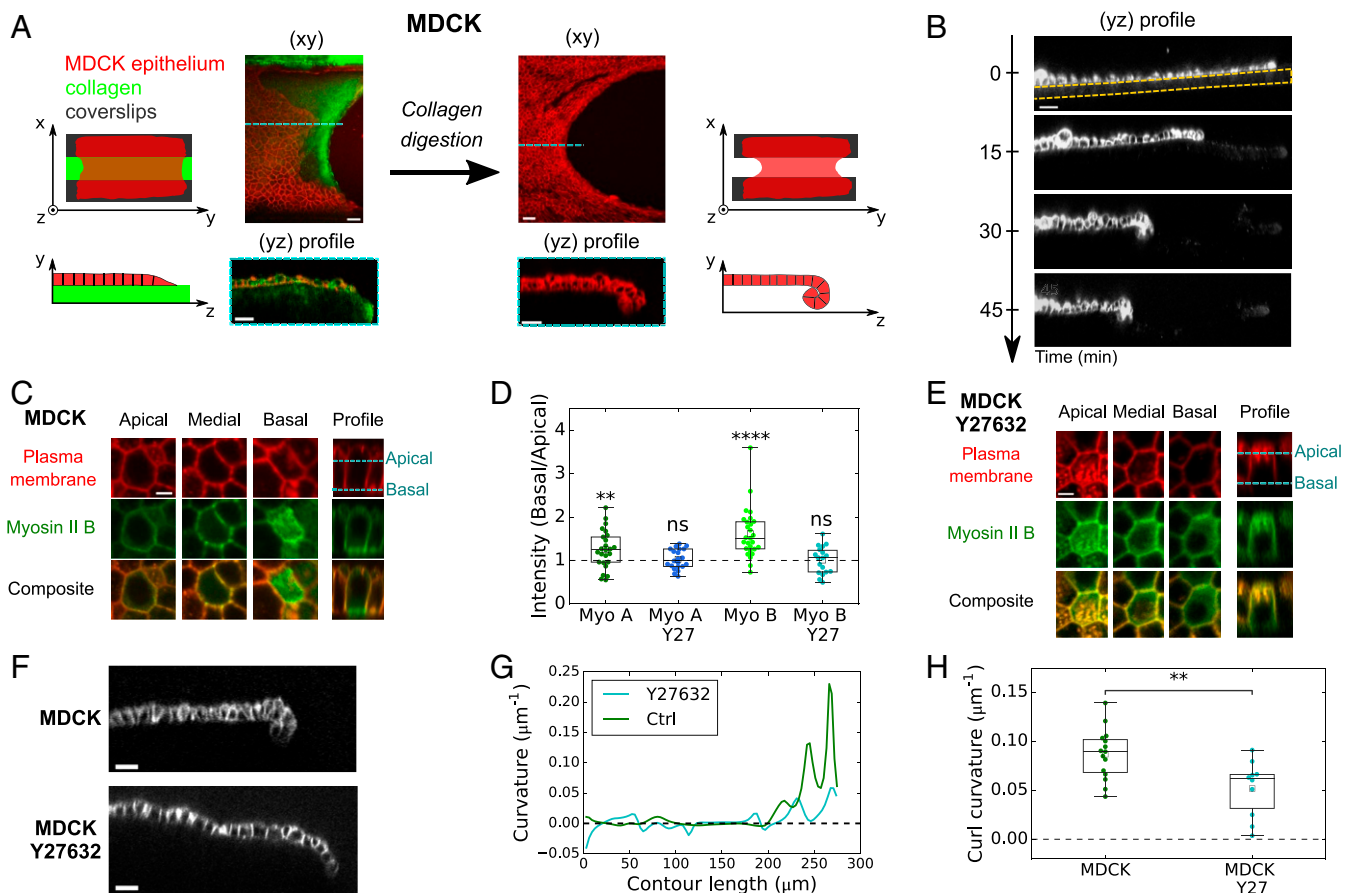 A
MDCK
(xy)
(xy)
MDCK epithelium
collagen
coverslips
x
z
y
Collagen
digestion
x
z
y
(yz) profile
(yz) profile
y
z
y
z
B
(yz) profile
0
15
30
45
45
Time (min)
C
MDCK
Apical
Medial
Basal
Profile
Plasma
membrane
Apical
Basal
Myosin II B
Composite
D
Intensity (Basal/Apical)
4
3
2
1
0
**
ns
****
ns
Myo A
Myo A
Y27
Myo B
Myo B
Y27
E
MDCK
Y27632
Apical
Medial
Basal
Profile
Plasma
membrane
Apical
Basal
Myosin II B
Composite
F
MDCK
MDCK
Y27632
G
Curvature (μm⁻¹)
0.25
0.20
0.15
0.10
0.05
0.00
−0.05
Y27632
Ctrl
0
50
100
150
200
250
300
Contour length (μm)
H
Curl curvature (μm⁻¹)
0.15
0.10
0.05
0.00
**
MDCK
MDCK
Y27